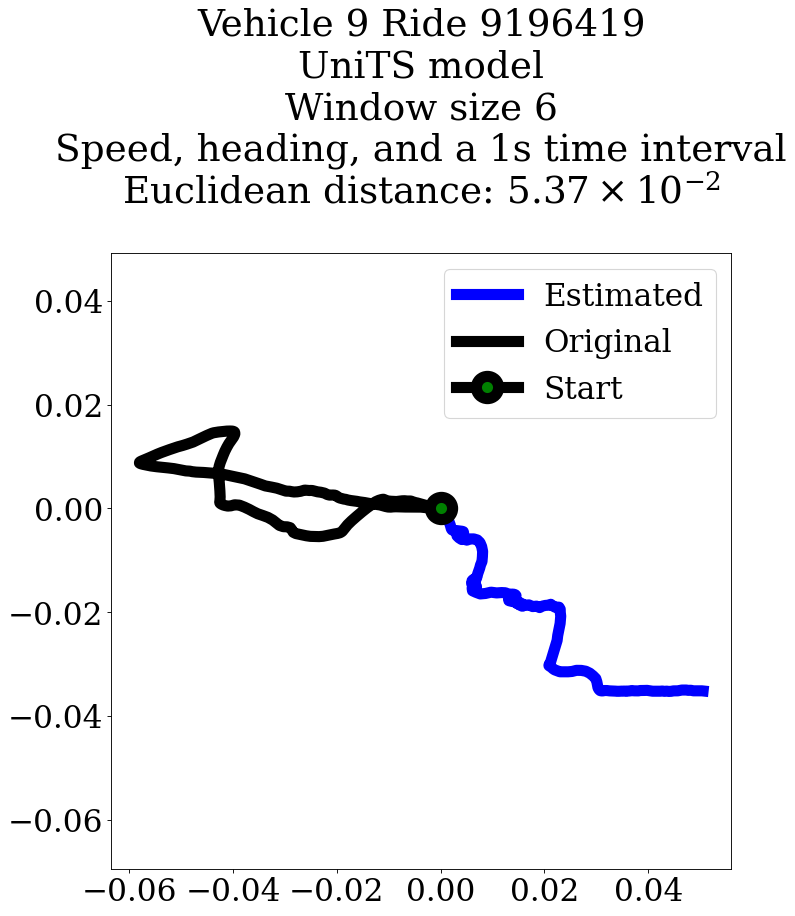 Vehicle 9 Ride 9196419
UniTS model
Window size 6
Speed, heading, and a 1s time interval
Euclidean distance: 5.37 × 10⁻²
Estimated
Original
Start
0.04
0.02
0.00
−0.02
−0.04
−0.06
−0.06 −0.04 −0.02 0.00 0.02 0.04